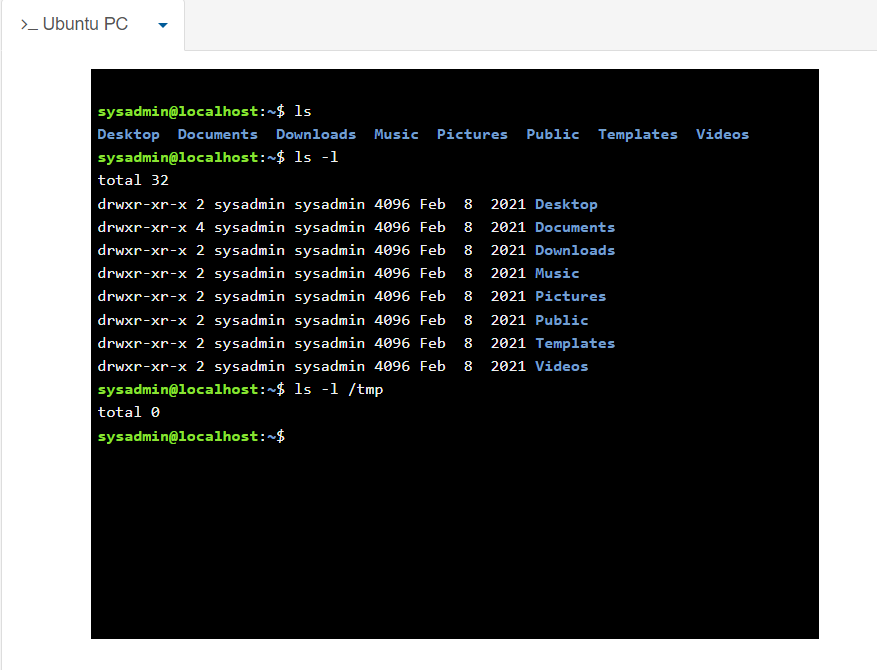 >_ Ubuntu PC
sysadmin@localhost:~$ ls
Desktop  Documents  Downloads  Music  Pictures  Public  Templates  Videos
sysadmin@localhost:~$ ls -l
total 32
drwxr-xr-x 2 sysadmin sysadmin 4096 Feb  8  2021 Desktop
drwxr-xr-x 4 sysadmin sysadmin 4096 Feb  8  2021 Documents
drwxr-xr-x 2 sysadmin sysadmin 4096 Feb  8  2021 Downloads
drwxr-xr-x 2 sysadmin sysadmin 4096 Feb  8  2021 Music
drwxr-xr-x 2 sysadmin sysadmin 4096 Feb  8  2021 Pictures
drwxr-xr-x 2 sysadmin sysadmin 4096 Feb  8  2021 Public
drwxr-xr-x 2 sysadmin sysadmin 4096 Feb  8  2021 Templates
drwxr-xr-x 2 sysadmin sysadmin 4096 Feb  8  2021 Videos
sysadmin@localhost:~$ ls -l /tmp
total 0
sysadmin@localhost:~$